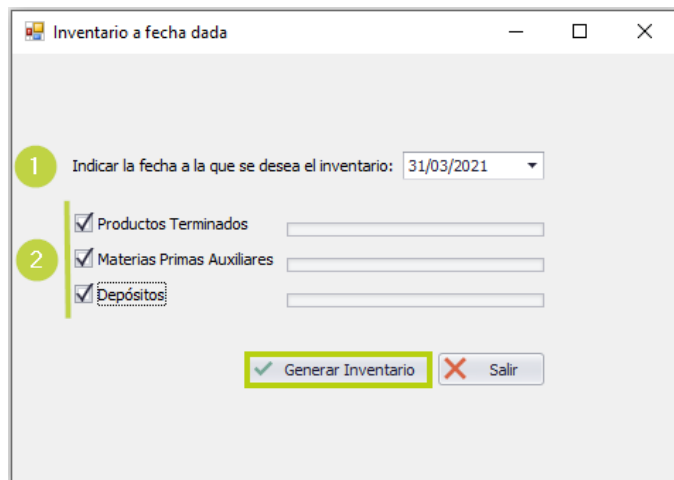 Inventario a fecha dada
1 Indicar la fecha a la que se desea el inventario: 31/03/2021
Productos Terminados
2 Materias Primas Auxiliares
Depósitos
Generar Inventario Salir